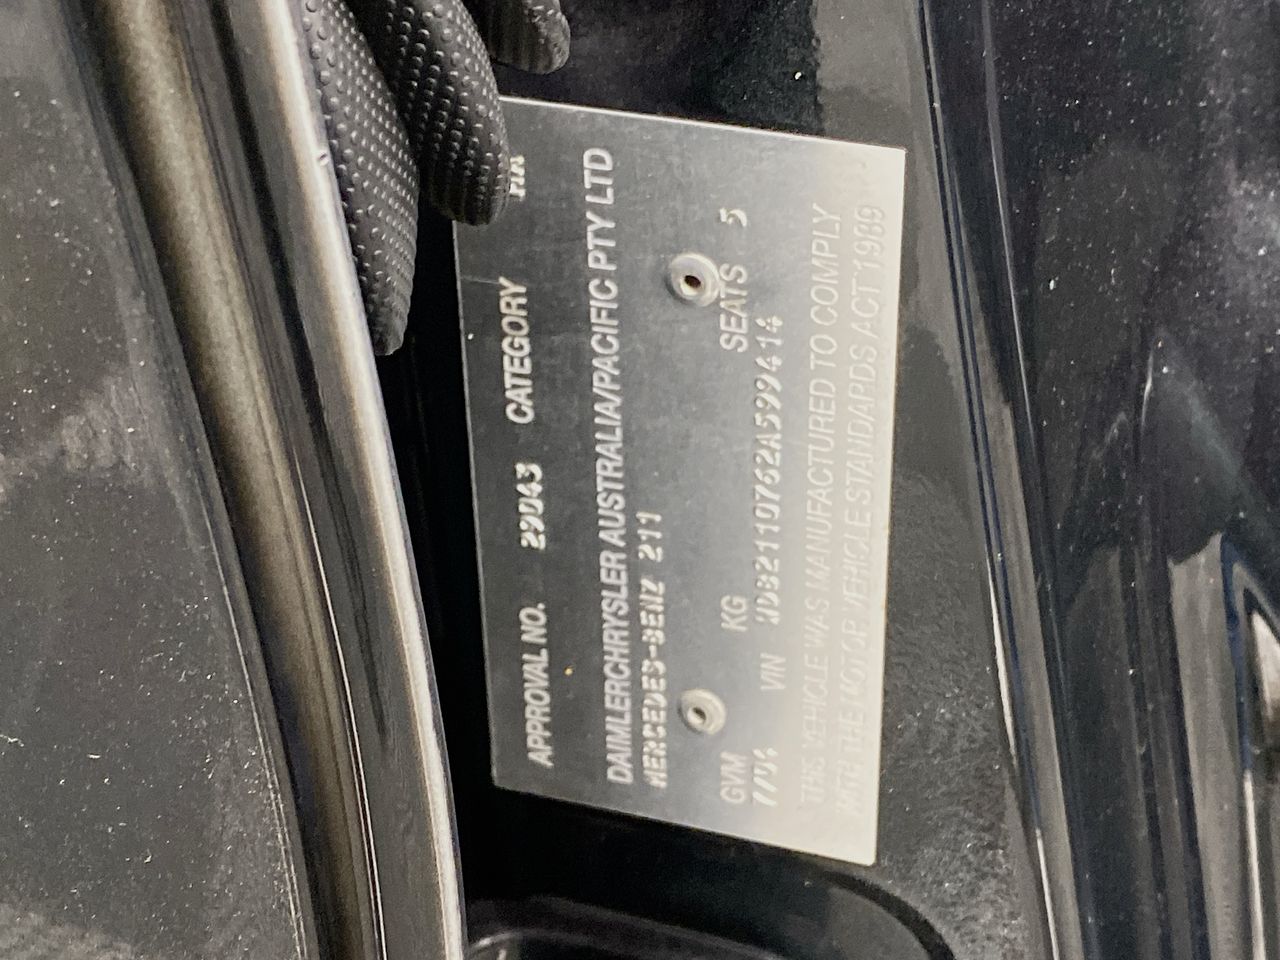 APPROVAL NO. 29043 CATEGORY
DAIMLERCHRYSLER AUSTRALIA/PACIFIC PTY LTD
MERCEDES-BENZ 211
GVM KG SEATS 5
VIN WDB2110762A599414
THIS VEHICLE WAS MANUFACTURED TO COMPLY
WITH THE MOTOR VEHICLE STANDARDS ACT 1989